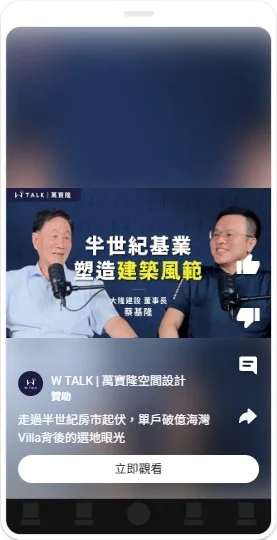 W TALK | 萬寶隆
半世紀基業
塑造建築風範
大隆建設 董事長
蔡基隆
W TALK
W TALK | 萬寶隆空間設計
贊助
走過半世紀房市起伏，單戶破億海灣
Villa背後的選地眼光
立即觀看